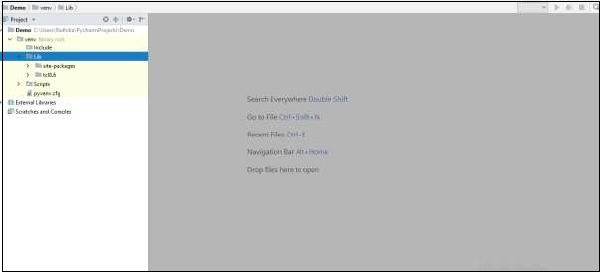 Demo venv Lib
Project
Demo C:\Users\Radhika\PycharmProjects\Demo
venv library root
Include
Lib
site-packages
tcl8.6
Scripts
pyvenv.cfg
External Libraries
Scratches and Consoles
Search Everywhere Double Shift
Go to File Ctrl+Shift+N
Recent Files Ctrl+E
Navigation Bar Alt+Home
Drop files here to open